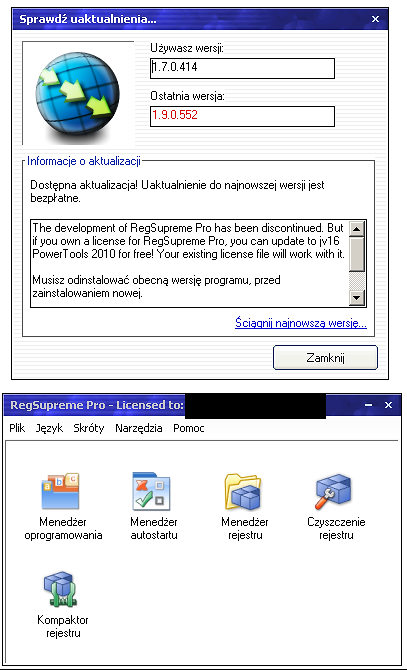 Sprawdź uaktualnienia...
Używasz wersji:
1.7.0.414
Ostatnia wersja:
1.9.0.552
Informacje o aktualizacji
Dostępna aktualizacja! Uaktualnienie do najnowszej wersji jest
bezpłatne.
The development of RegSupreme Pro has been discontinued. But
if you own a license for RegSupreme Pro, you can update to jv16
PowerTools 2010 for free! Your existing license file will work with it.
Musisz odinstalować obecną wersję programu, przed
zainstalowaniem nowej.
Ściągnij najnowszą wersję...
Zamknij
RegSupreme Pro - Licensed to:
Plik Język Skróty Narzędzia Pomoc
Menedżer
oprogramowania
Menedżer
autostartu
Menedżer
rejestru
Czyszczenie
rejestru
Kompaktor
rejestru